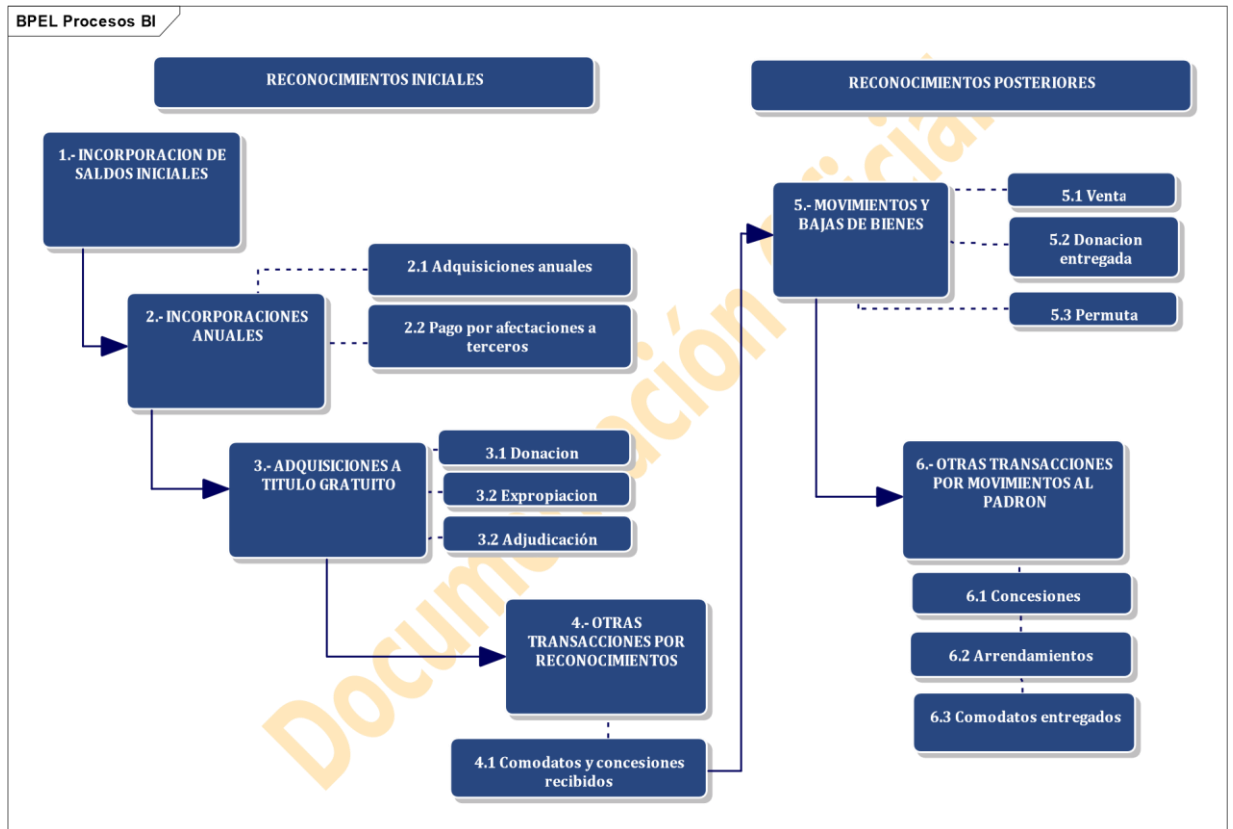 BPEL Procesos BI
RECONOCIMIENTOS INICIALES
1.- INCORPORACION DE
SALDOS INICIALES
2.- INCORPORACIONES
ANUALES
2.1 Adquisiciones anuales
2.2 Pago por afectaciones a
terceros
3.- ADQUISICIONES A
TITULO GRATUITO
3.1 Donacion
3.2 Expropiacion
3.2 Adjudicación
4.- OTRAS
TRANSACCIONES POR
RECONOCIMIENTOS
4.1 Comodatos y concesiones
recibidos
RECONOCIMIENTOS POSTERIORES
5.- MOVIMIENTOS Y
BAJAS DE BIENES
5.1 Venta
5.2 Donacion
entregada
5.3 Permuta
6.- OTRAS TRANSACCIONES
POR MOVIMIENTOS AL
PADRON
6.1 Concesiones
6.2 Arrendamientos
6.3 Comodatos entregados